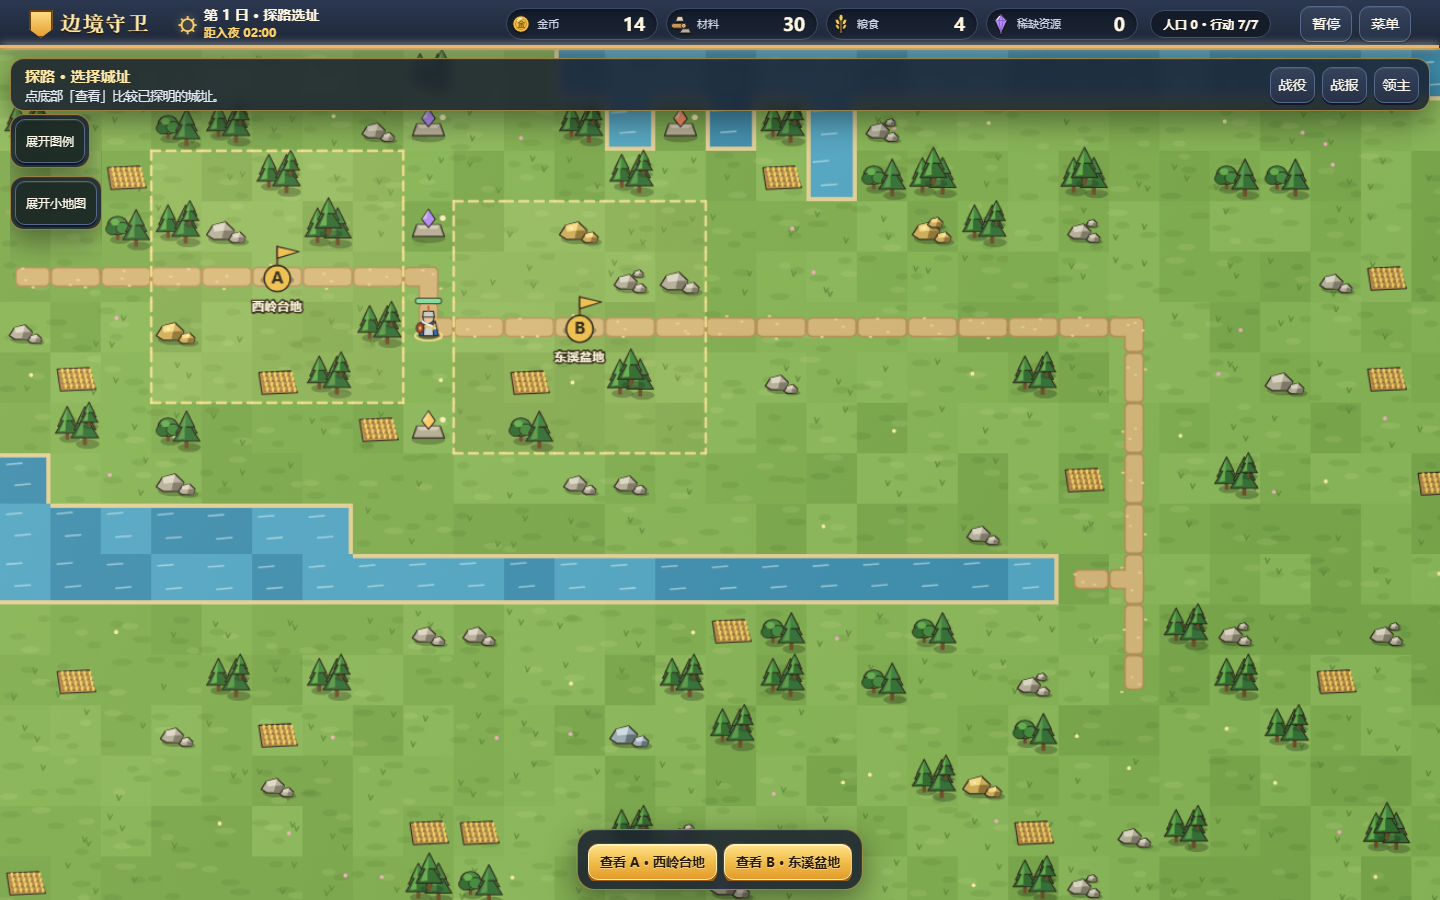 边境守卫
第 1 日 • 探路选址
距入夜 02:00
金
金币 14
材料 30
粮食 4
稀缺资源 0
人口 0 • 行动 7/7
暂停
菜单
探路 • 选择城址
点底部「查看」比较已探明的城址。
战役
战报
领主
展开图例
展开小地图
A
西岭台地
B
东溪盆地
查看 A • 西岭台地
查看 B • 东溪盆地